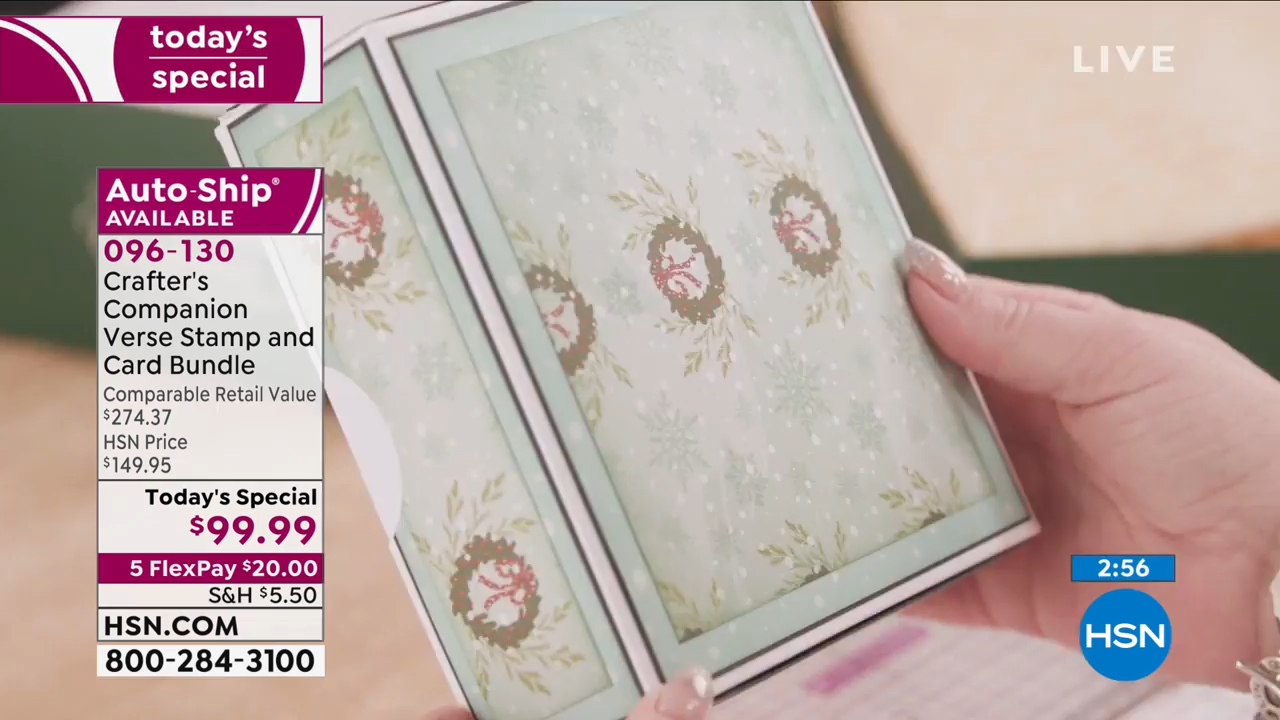 today's
special
LIVE
Auto-Ship®
AVAILABLE
096-130
Crafter's
Companion
Verse Stamp and
Card Bundle
Comparable Retail Value
$274.37
HSN Price
$149.95
Today's Special
$99.99
5 FlexPay $20.00
S&H $5.50
HSN.COM
800-284-3100
2:56
HSN